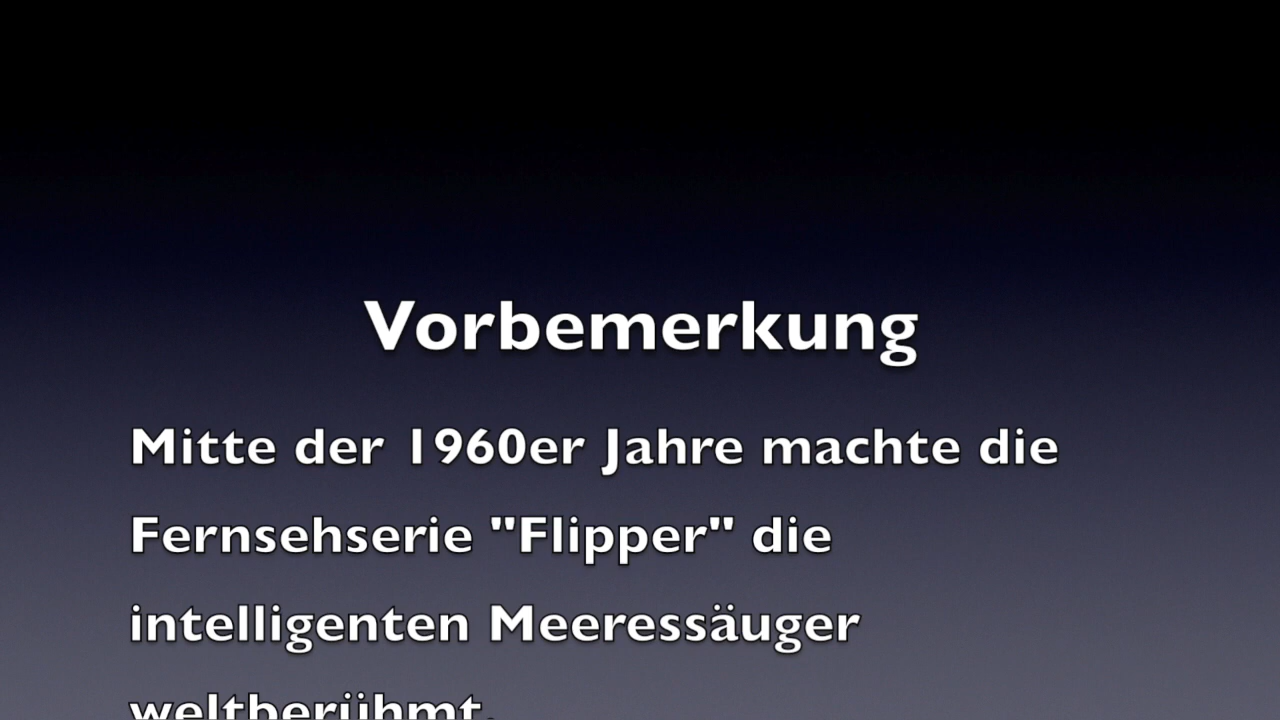 Vorbemerkung
Mitte der 1960er Jahre machte die
Fernsehserie "Flipper" die
intelligenten Meeressäuger
weltberühmt.